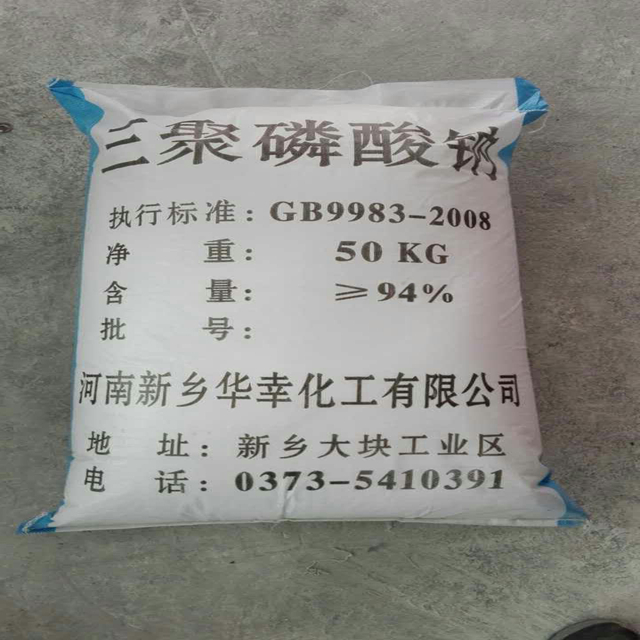 三聚磷酸钠
执行标准：GB9983-2008
净 重： 50 KG
含 量： ≥94%
批 号：
河南新乡华幸化工有限公司
地 址：新乡大块工业区
电 话：0373-5410391